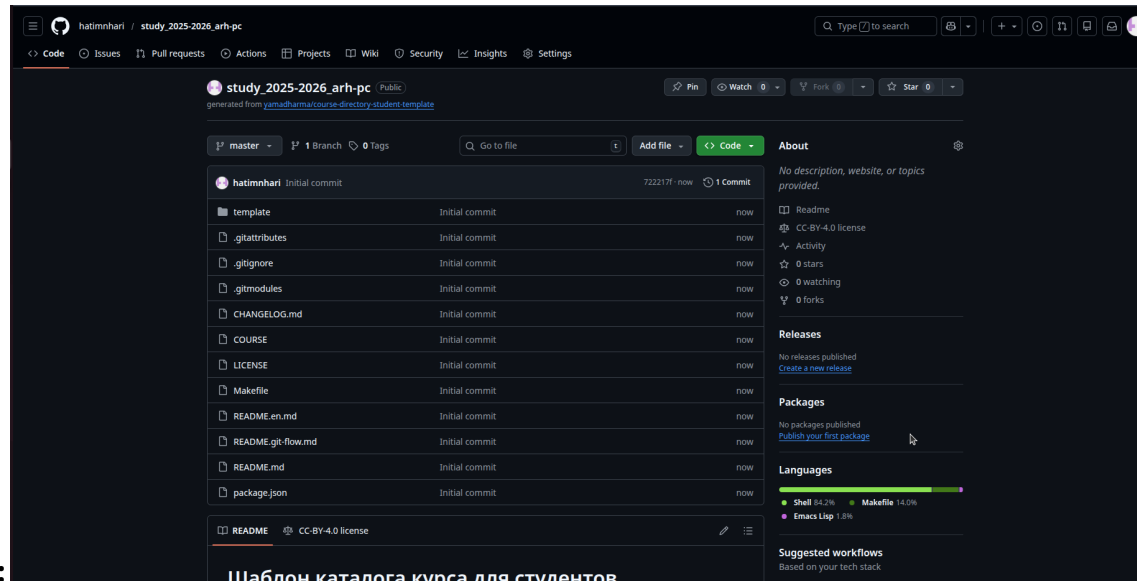 hatimnhari / study_2025-2026_arh-pc
Type / to search
Code Issues Pull requests Actions Projects Wiki Security Insights Settings
study_2025-2026_arh-pc Public
generated from yamadharma/course-directory-student-template
Pin Watch 0 Fork 0 Star 0
master 1 Branch 0 Tags Go to file t Add file Code
hatimnhari Initial commit 722217f · now 1 Commit
template Initial commit now
.gitattributes Initial commit now
.gitignore Initial commit now
.gitmodules Initial commit now
CHANGELOG.md Initial commit now
COURSE Initial commit now
LICENSE Initial commit now
Makefile Initial commit now
README.en.md Initial commit now
README.git-flow.md Initial commit now
README.md Initial commit now
package.json Initial commit now
README CC-BY-4.0 license
Шаблон каталога курса для студентов
About
No description, website, or topics
provided.
Readme
CC-BY-4.0 license
Activity
0 stars
0 watching
0 forks
Releases
No releases published
Create a new release
Packages
No packages published
Publish your first package
Languages
Shell 84.2% Makefile 14.0%
Emacs Lisp 1.8%
Suggested workflows
Based on your tech stack